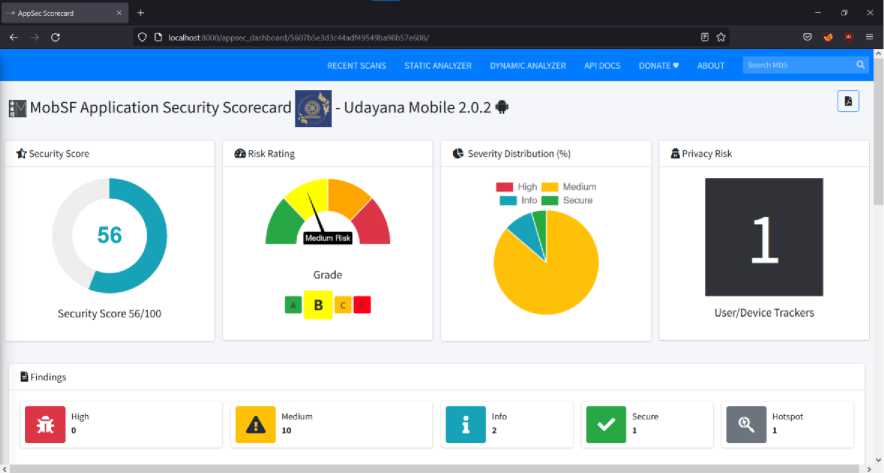 AppSec Scorecard
localhost:8000/appsec_dashboard/5607b5e3d3c44adf49549ba96b57e606/
RECENT SCANS STATIC ANALYZER DYNAMIC ANALYZER API DOCS DONATE ♥ ABOUT Search MD5
MobSF Application Security Scorecard - Udayana Mobile 2.0.2
Security Score
Risk Rating
Severity Distribution (%)
Privacy Risk
56
Security Score 56/100
Medium Risk
Grade
A B C
High Medium
Info Secure
1
User/Device Trackers
Findings
High
0
Medium
10
Info
2
Secure
1
Hotspot
1